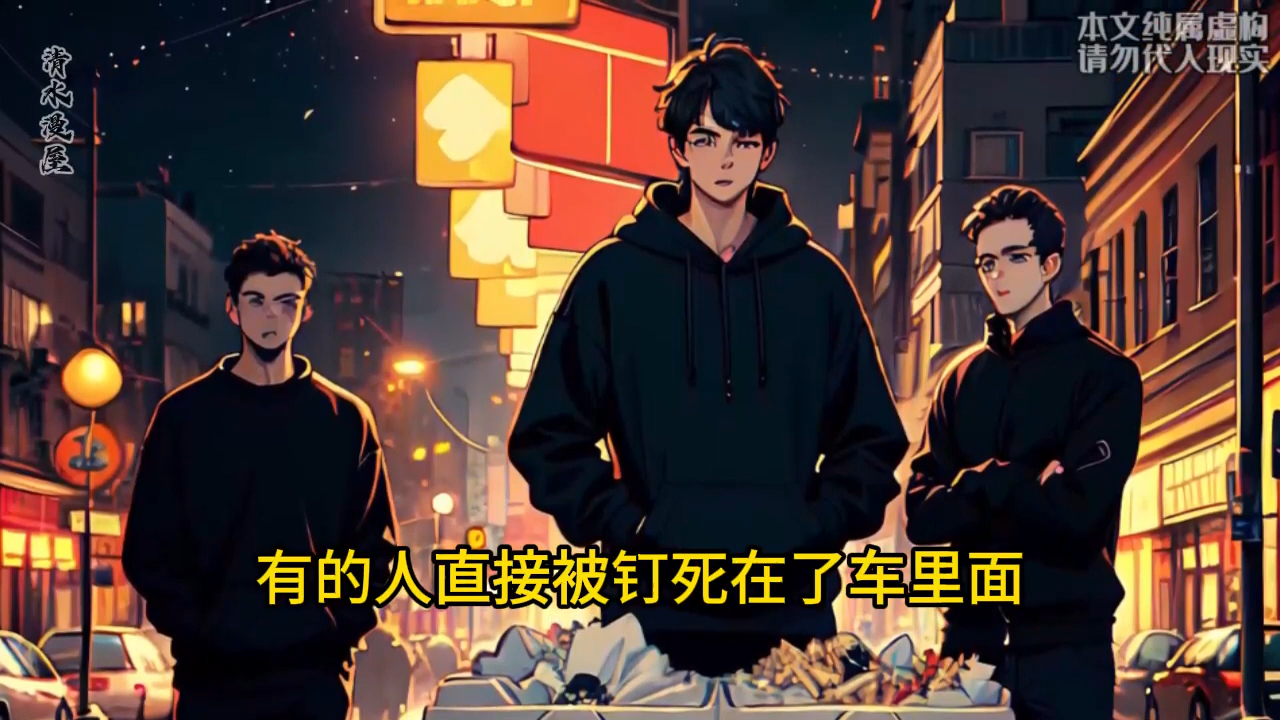 清水漫屋
本文纯属虚构
请勿代入现实
有的人直接被钉死在了车里面